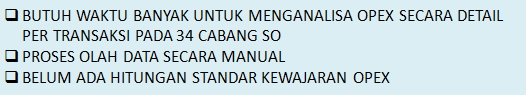 ❑ BUTUH WAKTU BANYAK UNTUK MENGANALISA OPEX SECARA DETAIL
PER TRANSAKSI PADA 34 CABANG SO
❑ PROSES OLAH DATA SECARA MANUAL
❑ BELUM ADA HITUNGAN STANDAR KEWAJARAN OPEX